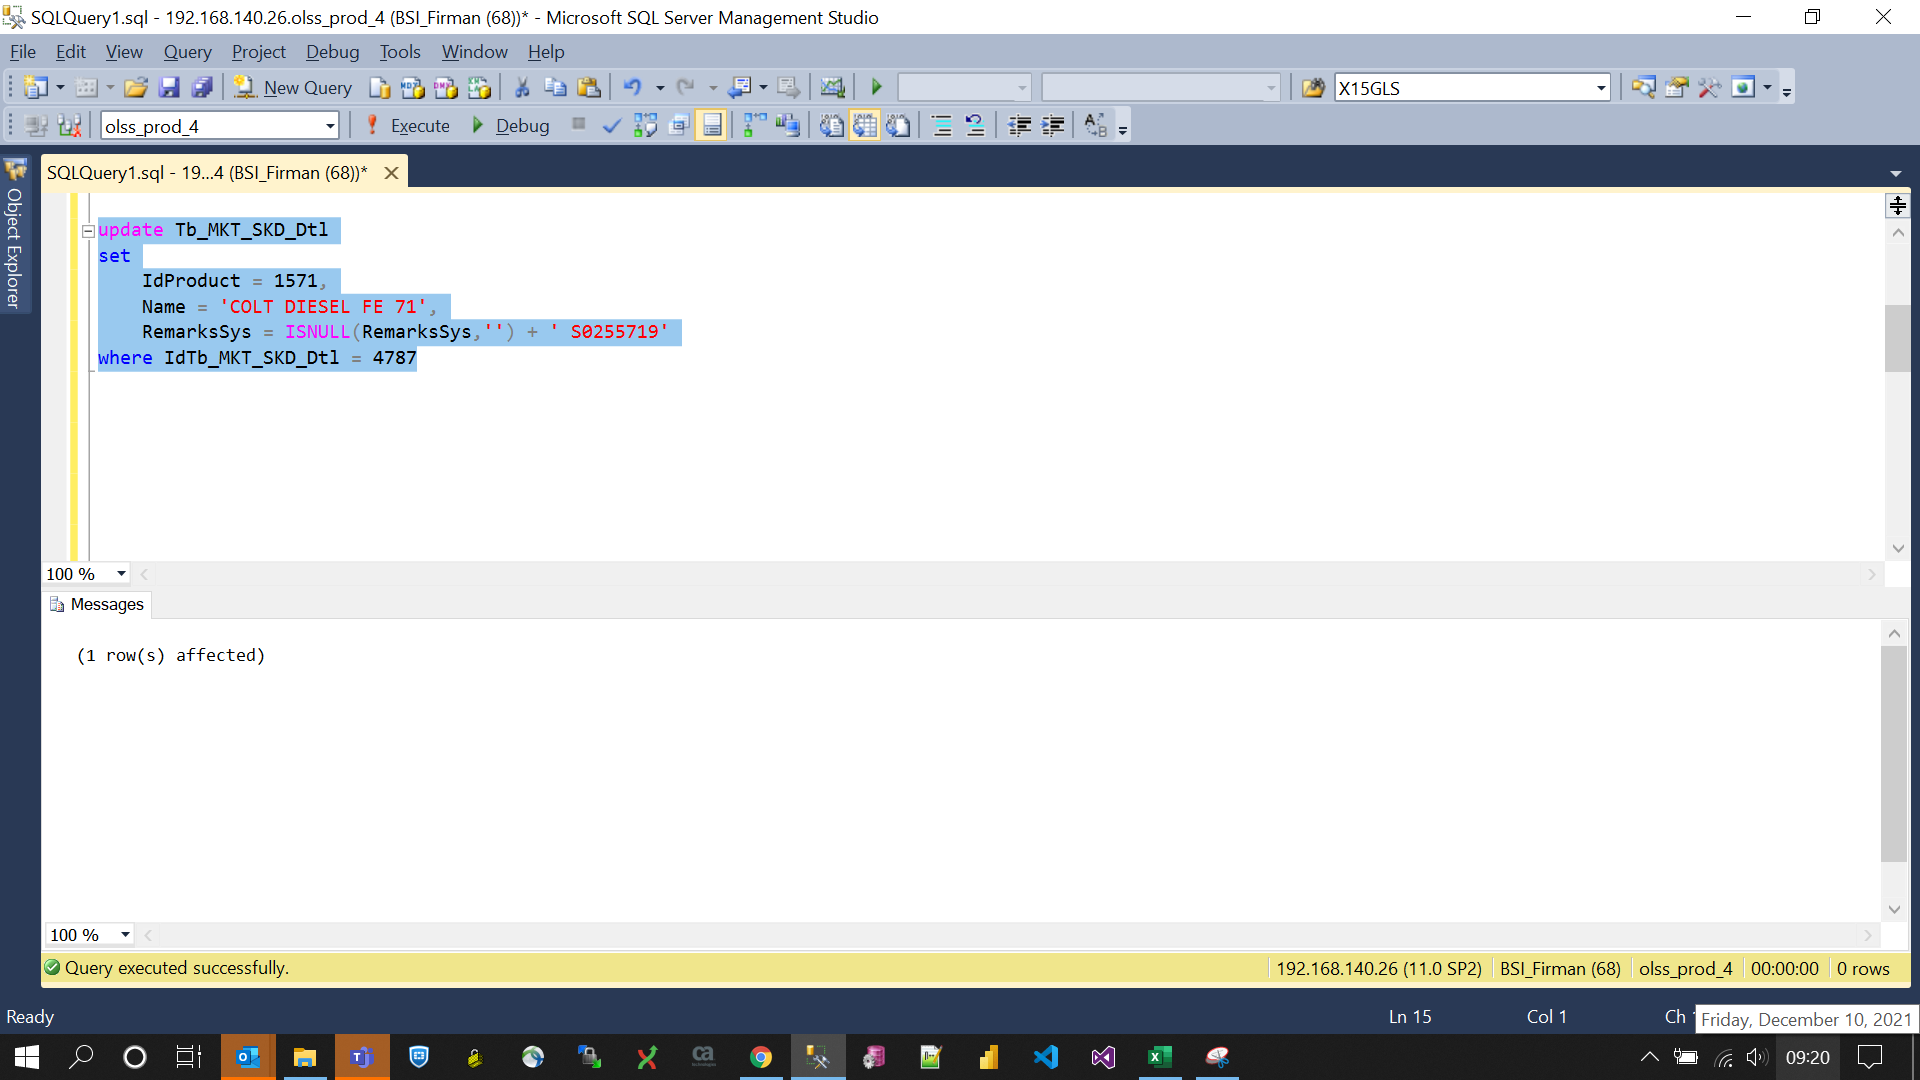 SQLQuery1.sql - 192.168.140.26.olss_prod_4 (BSI_Firman (68))* - Microsoft SQL Server Management Studio
File Edit View Query Project Debug Tools Window Help
New Query X15GLS
olss_prod_4 Execute Debug
SQLQuery1.sql - 19...4 (BSI_Firman (68))*
Object Explorer
update Tb_MKT_SKD_Dtl
set
IdProduct = 1571,
Name = 'COLT DIESEL FE 71',
RemarksSys = ISNULL(RemarksSys,'') + ' S0255719'
where IdTb_MKT_SKD_Dtl = 4787
100 %
Messages
(1 row(s) affected)
100 %
Query executed successfully. 192.168.140.26 (11.0 SP2) BSI_Firman (68) olss_prod_4 00:00:00 0 rows
Ready Ln 15 Col 1 Ch
Friday, December 10, 2021
09:20